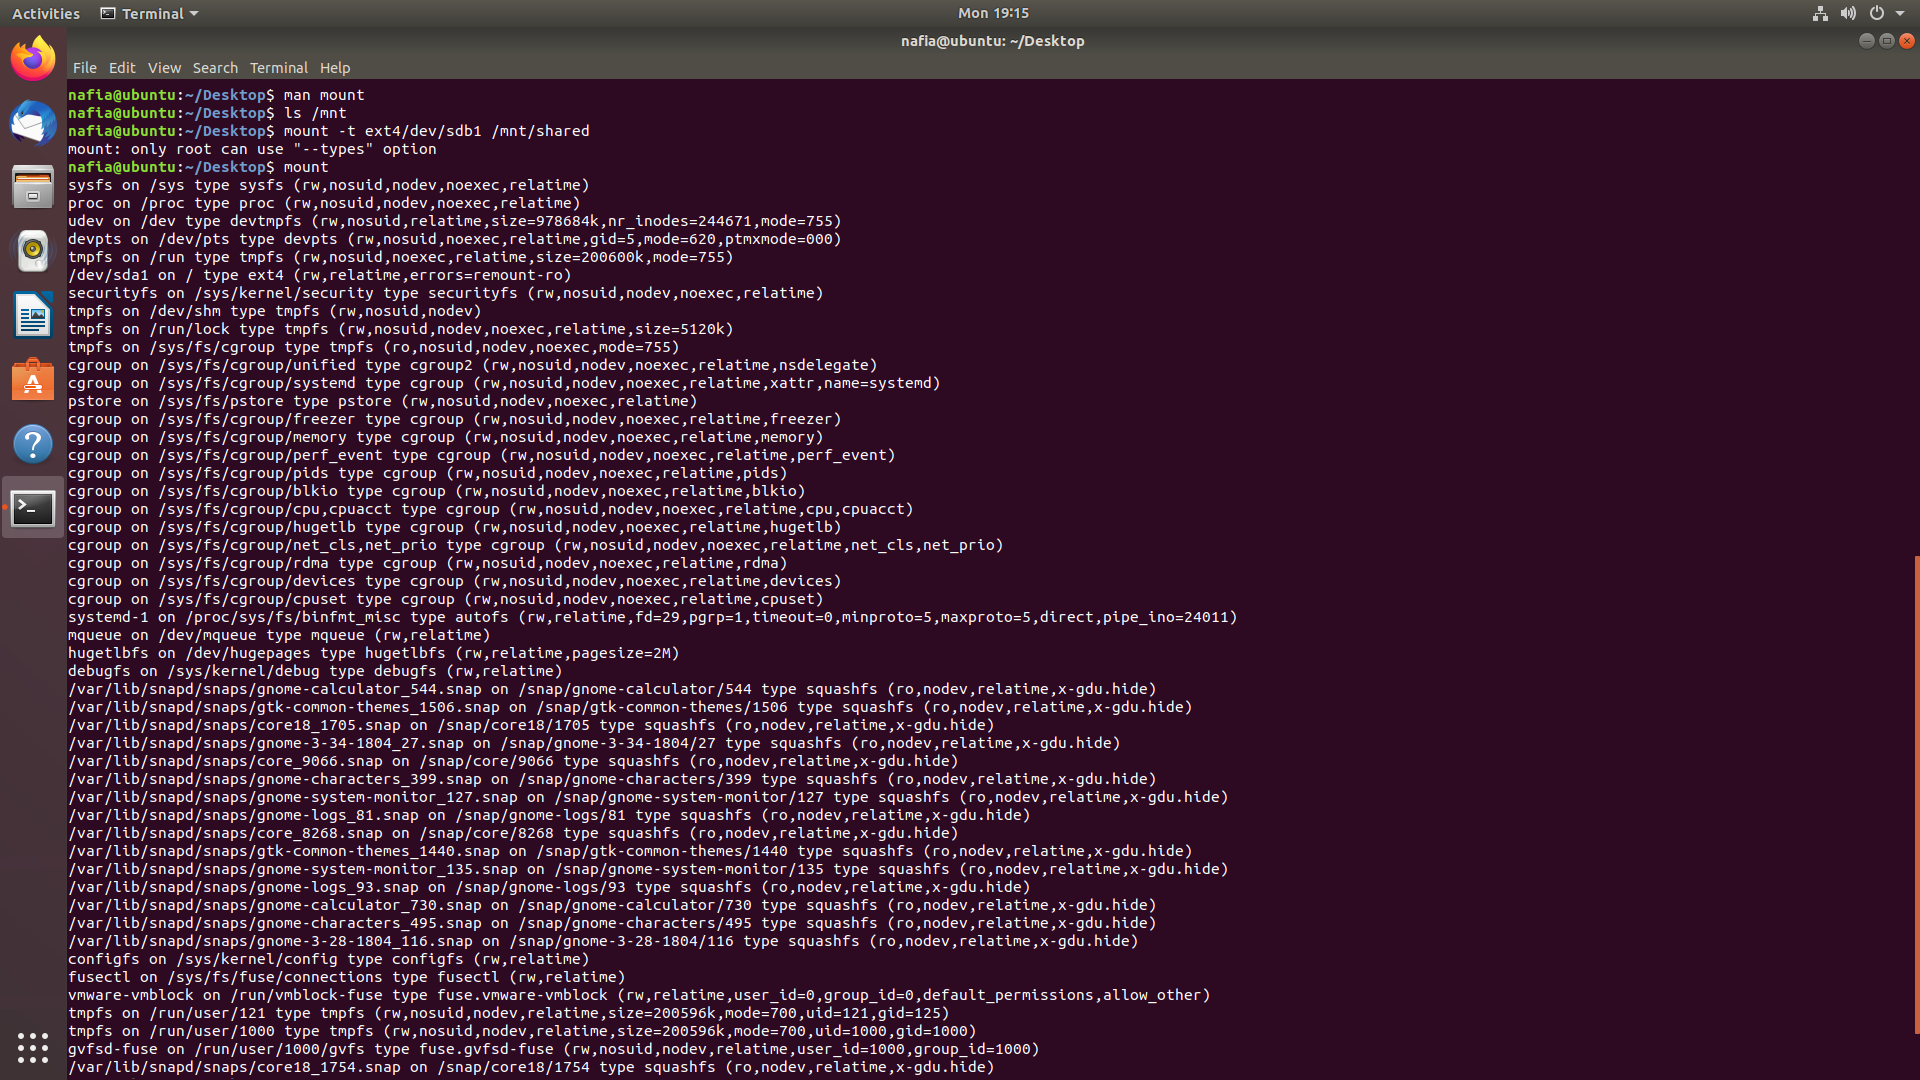 Activities Terminal Mon 19:15
nafia@ubuntu: ~/Desktop
File Edit View Search Terminal Help
nafia@ubuntu:~/Desktop$ man mount
nafia@ubuntu:~/Desktop$ ls /mnt
nafia@ubuntu:~/Desktop$ mount -t ext4/dev/sdb1 /mnt/shared
mount: only root can use "--types" option
nafia@ubuntu:~/Desktop$ mount
sysfs on /sys type sysfs (rw,nosuid,nodev,noexec,relatime)
proc on /proc type proc (rw,nosuid,nodev,noexec,relatime)
udev on /dev type devtmpfs (rw,nosuid,relatime,size=978684k,nr_inodes=244671,mode=755)
devpts on /dev/pts type devpts (rw,nosuid,noexec,relatime,gid=5,mode=620,ptmxmode=000)
tmpfs on /run type tmpfs (rw,nosuid,noexec,relatime,size=200600k,mode=755)
/dev/sda1 on / type ext4 (rw,relatime,errors=remount-ro)
securityfs on /sys/kernel/security type securityfs (rw,nosuid,nodev,noexec,relatime)
tmpfs on /dev/shm type tmpfs (rw,nosuid,nodev)
tmpfs on /run/lock type tmpfs (rw,nosuid,nodev,noexec,relatime,size=5120k)
tmpfs on /sys/fs/cgroup type tmpfs (ro,nosuid,nodev,noexec,mode=755)
cgroup on /sys/fs/cgroup/unified type cgroup2 (rw,nosuid,nodev,noexec,relatime,nsdelegate)
cgroup on /sys/fs/cgroup/systemd type cgroup (rw,nosuid,nodev,noexec,relatime,xattr,name=systemd)
pstore on /sys/fs/pstore type pstore (rw,nosuid,nodev,noexec,relatime)
cgroup on /sys/fs/cgroup/freezer type cgroup (rw,nosuid,nodev,noexec,relatime,freezer)
cgroup on /sys/fs/cgroup/memory type cgroup (rw,nosuid,nodev,noexec,relatime,memory)
cgroup on /sys/fs/cgroup/perf_event type cgroup (rw,nosuid,nodev,noexec,relatime,perf_event)
cgroup on /sys/fs/cgroup/pids type cgroup (rw,nosuid,nodev,noexec,relatime,pids)
cgroup on /sys/fs/cgroup/blkio type cgroup (rw,nosuid,nodev,noexec,relatime,blkio)
cgroup on /sys/fs/cgroup/cpu,cpuacct type cgroup (rw,nosuid,nodev,noexec,relatime,cpu,cpuacct)
cgroup on /sys/fs/cgroup/hugetlb type cgroup (rw,nosuid,nodev,noexec,relatime,hugetlb)
cgroup on /sys/fs/cgroup/net_cls,net_prio type cgroup (rw,nosuid,nodev,noexec,relatime,net_cls,net_prio)
cgroup on /sys/fs/cgroup/rdma type cgroup (rw,nosuid,nodev,noexec,relatime,rdma)
cgroup on /sys/fs/cgroup/devices type cgroup (rw,nosuid,nodev,noexec,relatime,devices)
cgroup on /sys/fs/cgroup/cpuset type cgroup (rw,nosuid,nodev,noexec,relatime,cpuset)
systemd-1 on /proc/sys/fs/binfmt_misc type autofs (rw,relatime,fd=29,pgrp=1,timeout=0,minproto=5,maxproto=5,direct,pipe_ino=24011)
mqueue on /dev/mqueue type mqueue (rw,relatime)
hugetlbfs on /dev/hugepages type hugetlbfs (rw,relatime,pagesize=2M)
debugfs on /sys/kernel/debug type debugfs (rw,relatime)
/var/lib/snapd/snaps/gnome-calculator_544.snap on /snap/gnome-calculator/544 type squashfs (ro,nodev,relatime,x-gdu.hide)
/var/lib/snapd/snaps/gtk-common-themes_1506.snap on /snap/gtk-common-themes/1506 type squashfs (ro,nodev,relatime,x-gdu.hide)
/var/lib/snapd/snaps/core18_1705.snap on /snap/core18/1705 type squashfs (ro,nodev,relatime,x-gdu.hide)
/var/lib/snapd/snaps/gnome-3-34-1804_27.snap on /snap/gnome-3-34-1804/27 type squashfs (ro,nodev,relatime,x-gdu.hide)
/var/lib/snapd/snaps/core_9066.snap on /snap/core/9066 type squashfs (ro,nodev,relatime,x-gdu.hide)
/var/lib/snapd/snaps/gnome-characters_399.snap on /snap/gnome-characters/399 type squashfs (ro,nodev,relatime,x-gdu.hide)
/var/lib/snapd/snaps/gnome-system-monitor_127.snap on /snap/gnome-system-monitor/127 type squashfs (ro,nodev,relatime,x-gdu.hide)
/var/lib/snapd/snaps/gnome-logs_81.snap on /snap/gnome-logs/81 type squashfs (ro,nodev,relatime,x-gdu.hide)
/var/lib/snapd/snaps/core_8268.snap on /snap/core/8268 type squashfs (ro,nodev,relatime,x-gdu.hide)
/var/lib/snapd/snaps/gtk-common-themes_1440.snap on /snap/gtk-common-themes/1440 type squashfs (ro,nodev,relatime,x-gdu.hide)
/var/lib/snapd/snaps/gnome-system-monitor_135.snap on /snap/gnome-system-monitor/135 type squashfs (ro,nodev,relatime,x-gdu.hide)
/var/lib/snapd/snaps/gnome-logs_93.snap on /snap/gnome-logs/93 type squashfs (ro,nodev,relatime,x-gdu.hide)
/var/lib/snapd/snaps/gnome-calculator_730.snap on /snap/gnome-calculator/730 type squashfs (ro,nodev,relatime,x-gdu.hide)
/var/lib/snapd/snaps/gnome-characters_495.snap on /snap/gnome-characters/495 type squashfs (ro,nodev,relatime,x-gdu.hide)
/var/lib/snapd/snaps/gnome-3-28-1804_116.snap on /snap/gnome-3-28-1804/116 type squashfs (ro,nodev,relatime,x-gdu.hide)
configfs on /sys/kernel/config type configfs (rw,relatime)
fusectl on /sys/fs/fuse/connections type fusectl (rw,relatime)
vmware-vmblock on /run/vmblock-fuse type fuse.vmware-vmblock (rw,relatime,user_id=0,group_id=0,default_permissions,allow_other)
tmpfs on /run/user/121 type tmpfs (rw,nosuid,nodev,relatime,size=200596k,mode=700,uid=121,gid=125)
tmpfs on /run/user/1000 type tmpfs (rw,nosuid,nodev,relatime,size=200596k,mode=700,uid=1000,gid=1000)
gvfsd-fuse on /run/user/1000/gvfs type fuse.gvfsd-fuse (rw,nosuid,nodev,relatime,user_id=1000,group_id=1000)
/var/lib/snapd/snaps/core18_1754.snap on /snap/core18/1754 type squashfs (ro,nodev,relatime,x-gdu.hide)